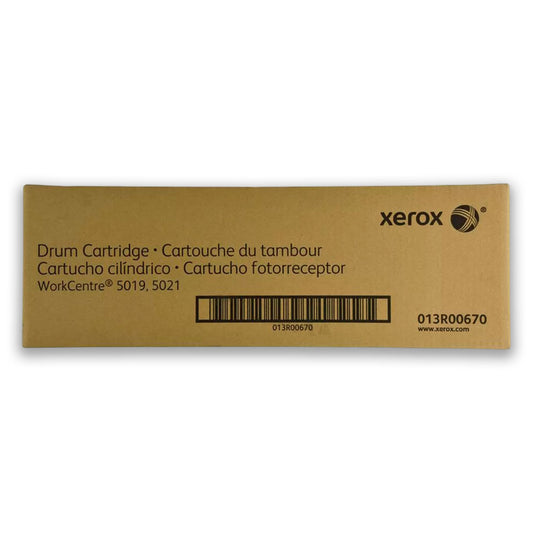 xerox®
Drum Cartridge • Cartouche du tambour
Cartucho cilíndrico • Cartucho fotorreceptor
WorkCentre® 5019, 5021
013R00670
013R00670
www.xerox.com